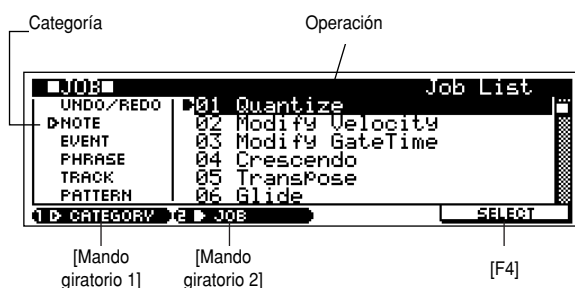 Categoría
Operación
JOB
Job List
UNDO/REDO
NOTE
EVENT
PHRASE
TRACK
PATTERN
01 Quantize
02 Modify Velocity
03 Modify GateTime
04 Crescendo
05 Transpose
06 Glide
1 CATEGORY
2 JOB
SELECT
[Mando
giratorio 1]
[Mando
giratorio 2]
[F4]